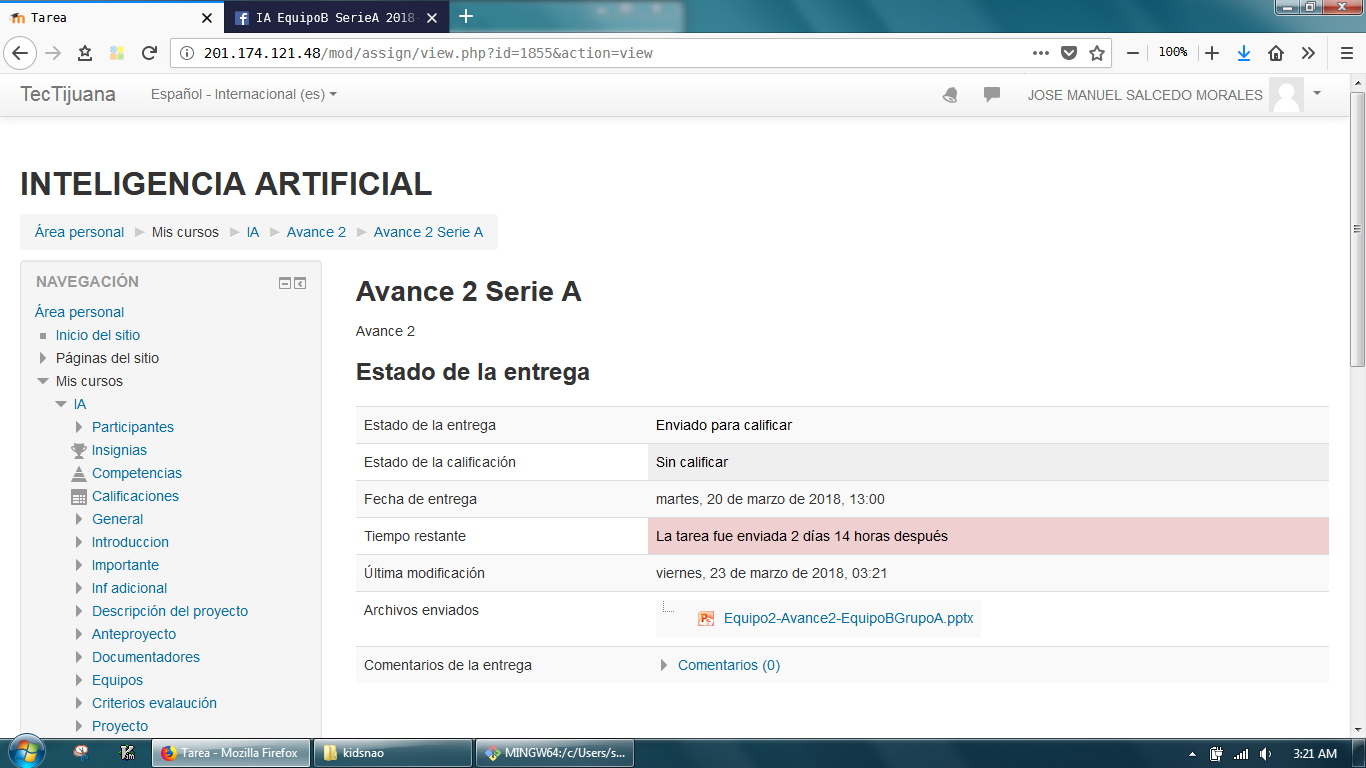 Tarea
IA EquipoB SerieA 2018-
201.174.121.48/mod/assign/view.php?id=1855&action=view
100%
TecTijuana
Español - Internacional (es)
JOSE MANUEL SALCEDO MORALES
INTELIGENCIA ARTIFICIAL
Área personal
Mis cursos
IA
Avance 2
Avance 2 Serie A
NAVEGACIÓN
Área personal
Inicio del sitio
Páginas del sitio
Mis cursos
IA
Participantes
Insignias
Competencias
Calificaciones
General
Introduccion
Importante
Inf adicional
Descripción del proyecto
Anteproyecto
Documentadores
Equipos
Criterios evalaución
Proyecto
Avance 2 Serie A
Avance 2
Estado de la entrega
Estado de la entrega Enviado para calificar
Estado de la calificación Sin calificar
Fecha de entrega martes, 20 de marzo de 2018, 13:00
Tiempo restante La tarea fue enviada 2 días 14 horas después
Última modificación viernes, 23 de marzo de 2018, 03:21
Archivos enviados Equipo2-Avance2-EquipoBGrupoA.pptx
Comentarios de la entrega Comentarios (0)
Tarea - Mozilla Firefox
kidsnao
MINGW64:/c/Users/s...
3:21 AM